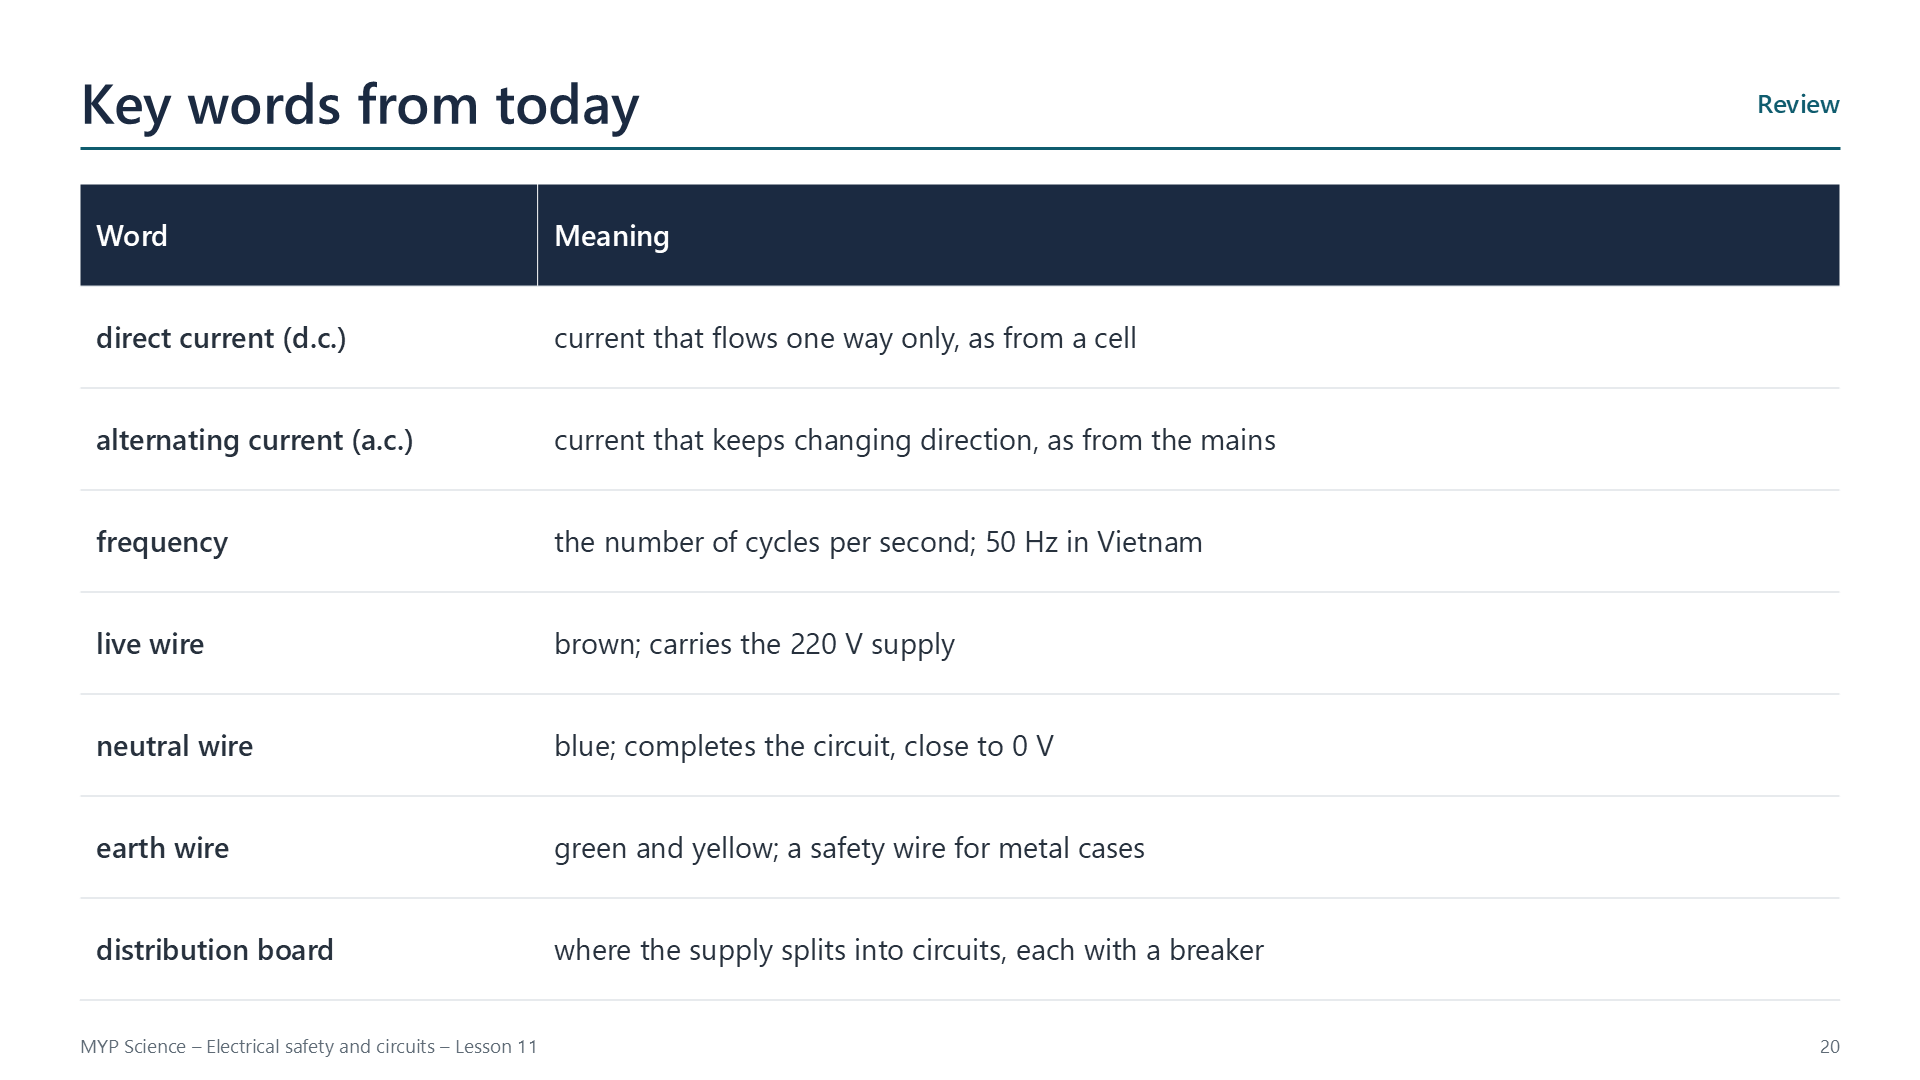 Key words from today
Review
Word
Meaning
direct current (d.c.)
current that flows one way only, as from a cell
alternating current (a.c.)
current that keeps changing direction, as from the mains
frequency
the number of cycles per second; 50 Hz in Vietnam
live wire
brown; carries the 220 V supply
neutral wire
blue; completes the circuit, close to 0 V
earth wire
green and yellow; a safety wire for metal cases
distribution board
where the supply splits into circuits, each with a breaker
MYP Science – Electrical safety and circuits – Lesson 11
20